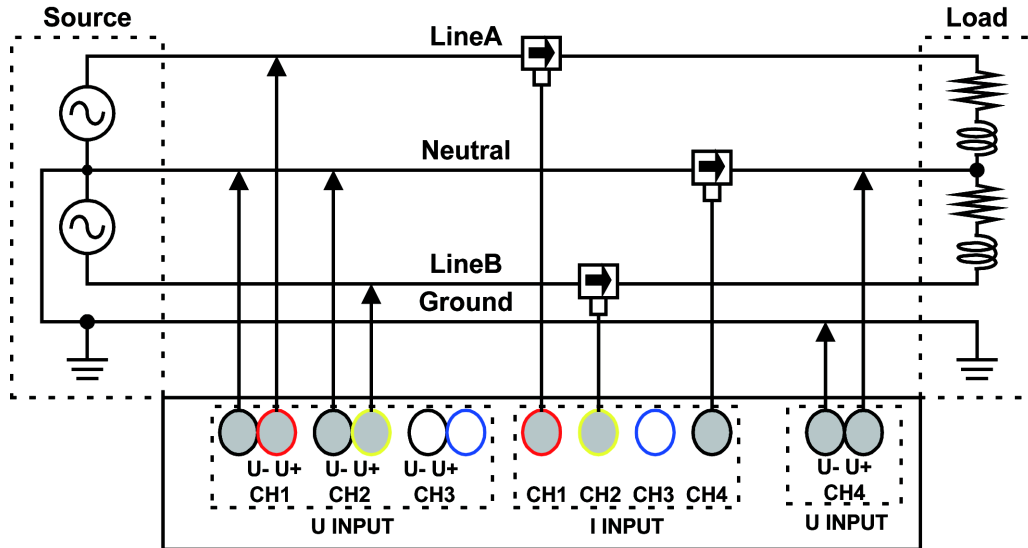 Source
Load
LineA
Neutral
LineB
Ground
U- U+ U- U+ U- U+ U- U+
CH1 CH2 CH3 CH1 CH2 CH3 CH4 CH4
U INPUT I INPUT U INPUT